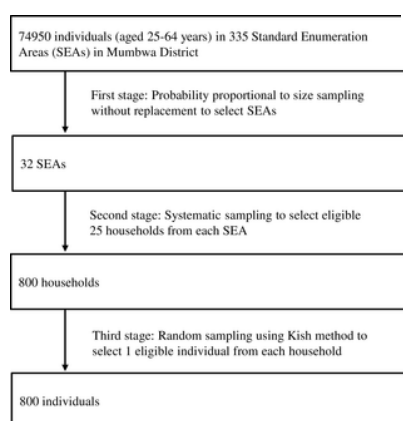 74950 individuals (aged 25-64 years) in 335 Standard Enumeration
Areas (SEAs) in Mumbwa District
First stage: Probability proportional to size sampling
without replacement to select SEAs
32 SEAs
Second stage: Systematic sampling to select eligible
25 households from each SEA
800 households
Third stage: Random sampling using Kish method to
select 1 eligible individual from each household
800 individuals